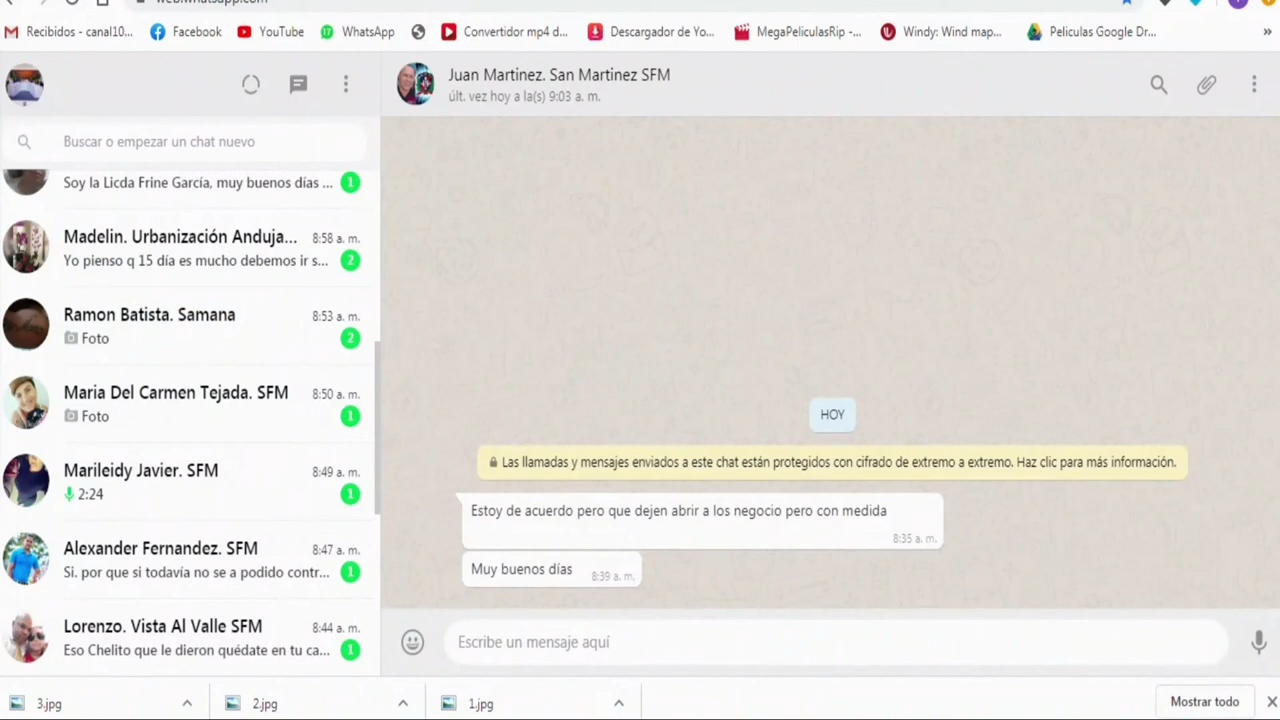 web.whatsapp.com
Recibidos - canal10...
Facebook
YouTube
WhatsApp
Convertidor mp4 d...
Descargador de Yo...
MegaPeliculasRip -...
Windy: Wind map...
Peliculas Google Dr...
»
Juan Martinez. San Martinez SFM
últ. vez hoy a la(s) 9:03 a. m.
Buscar o empezar un chat nuevo
Soy la Licda Frine García, muy buenos días ... 1
Madelin. Urbanización Anduja... 8:58 a. m.
Yo pienso q 15 día es mucho debemos ir s... 2
Ramon Batista. Samana 8:53 a. m.
Foto 2
Maria Del Carmen Tejada. SFM 8:50 a. m.
Foto 1
Marileidy Javier. SFM 8:49 a. m.
2:24 1
Alexander Fernandez. SFM 8:47 a. m.
Si. por que si todavía no se a podido contr... 1
Lorenzo. Vista Al Valle SFM 8:44 a. m.
Eso Chelito que le dieron quédate en tu ca... 1
HOY
Las llamadas y mensajes enviados a este chat están protegidos con cifrado de extremo a extremo. Haz clic para más información.
Estoy de acuerdo pero que dejen abrir a los negocio pero con medida
8:35 a. m.
Muy buenos días 8:39 a. m.
Escribe un mensaje aquí
3.jpg
2.jpg
1.jpg
Mostrar todo